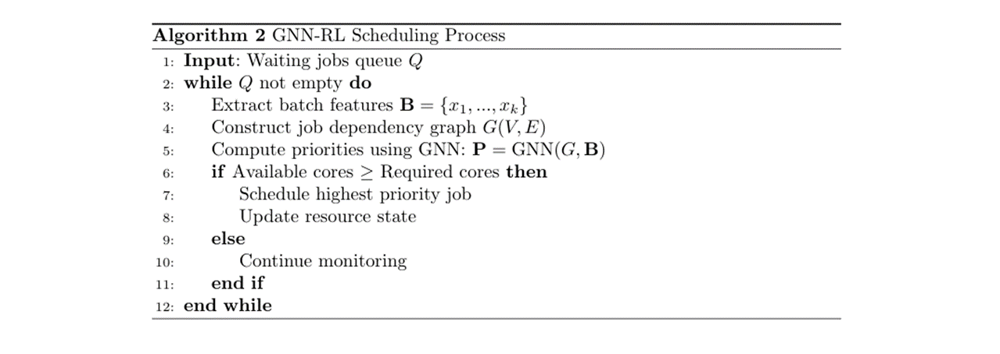 Algorithm 2 GNN-RL Scheduling Process
1: Input: Waiting jobs queue Q
2: while Q not empty do
3: Extract batch features B = {x₁, ..., xₖ}
4: Construct job dependency graph G(V, E)
5: Compute priorities using GNN: P = GNN(G, B)
6: if Available cores ≥ Required cores then
7: Schedule highest priority job
8: Update resource state
9: else
10: Continue monitoring
11: end if
12: end while